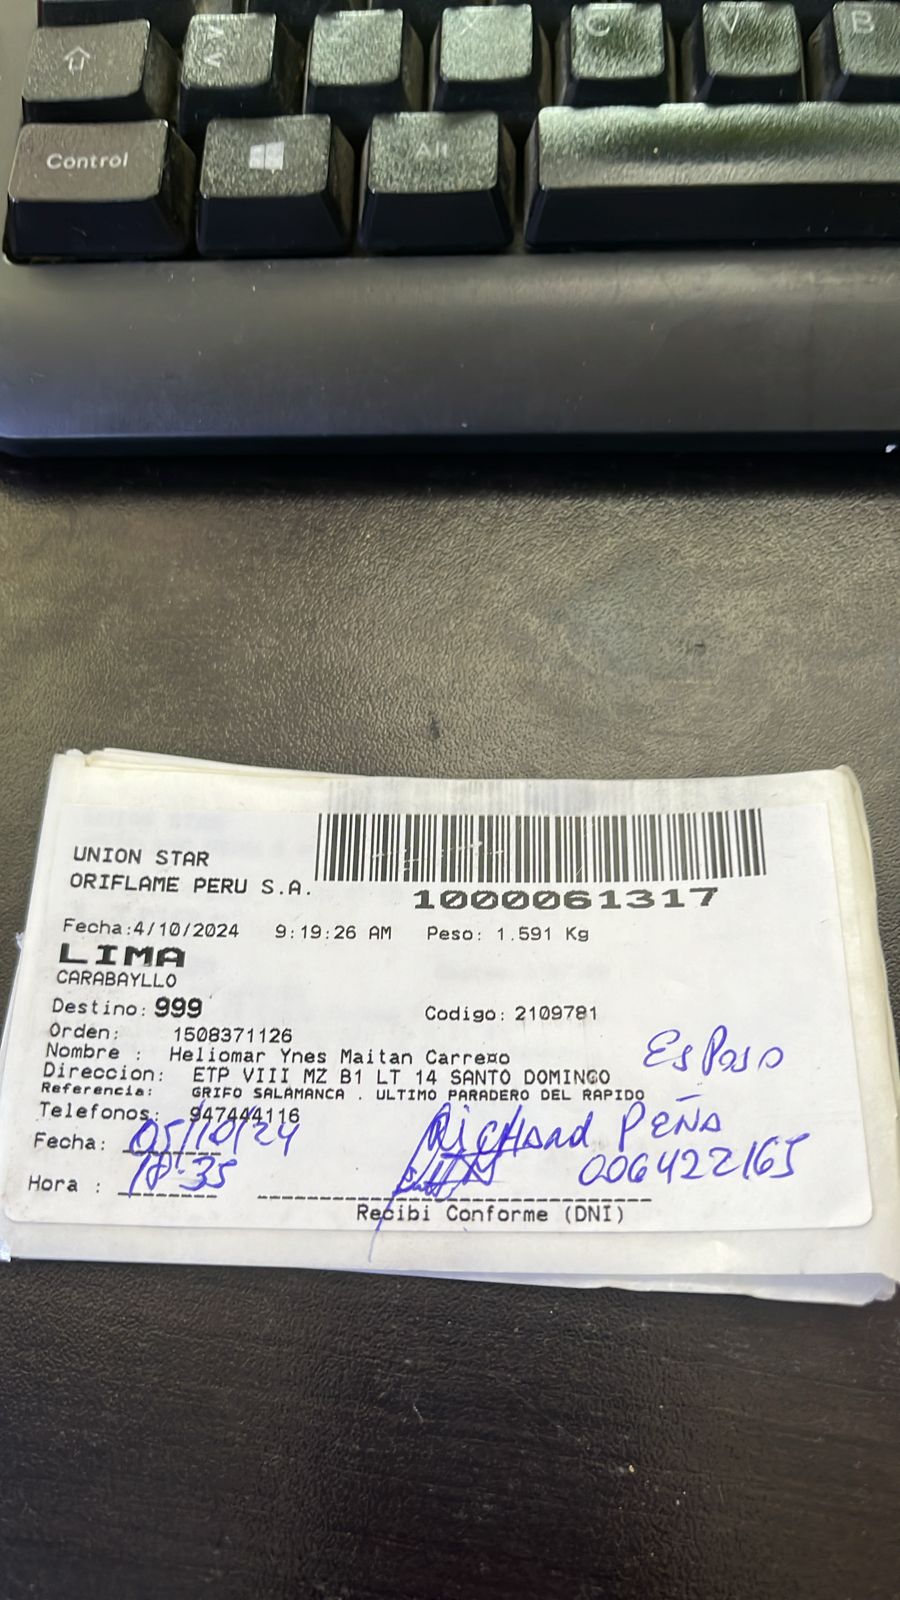 Z X C V B
Control Alt
UNION STAR
ORIFLAME PERU S.A.
1000061317
Fecha:4/10/2024 9:19:26 AM Peso: 1.591 Kg
LIMA
CARABAYLLO
Destino: 999 Codigo: 2109781
Orden: 1508371126
Nombre : Heliomar Ynes Maitan Carreño
Esposo
Direccion: ETP VIII MZ B1 LT 14 SANTO DOMINGO
Referencia: GRIFO SALAMANCA . ULTIMO PARADERO DEL RAPIDO
Telefonos: 947444116
Fecha: 05/10/24 Richard PEÑA
Hora : 18:35 006422165
Recibi Conforme (DNI)